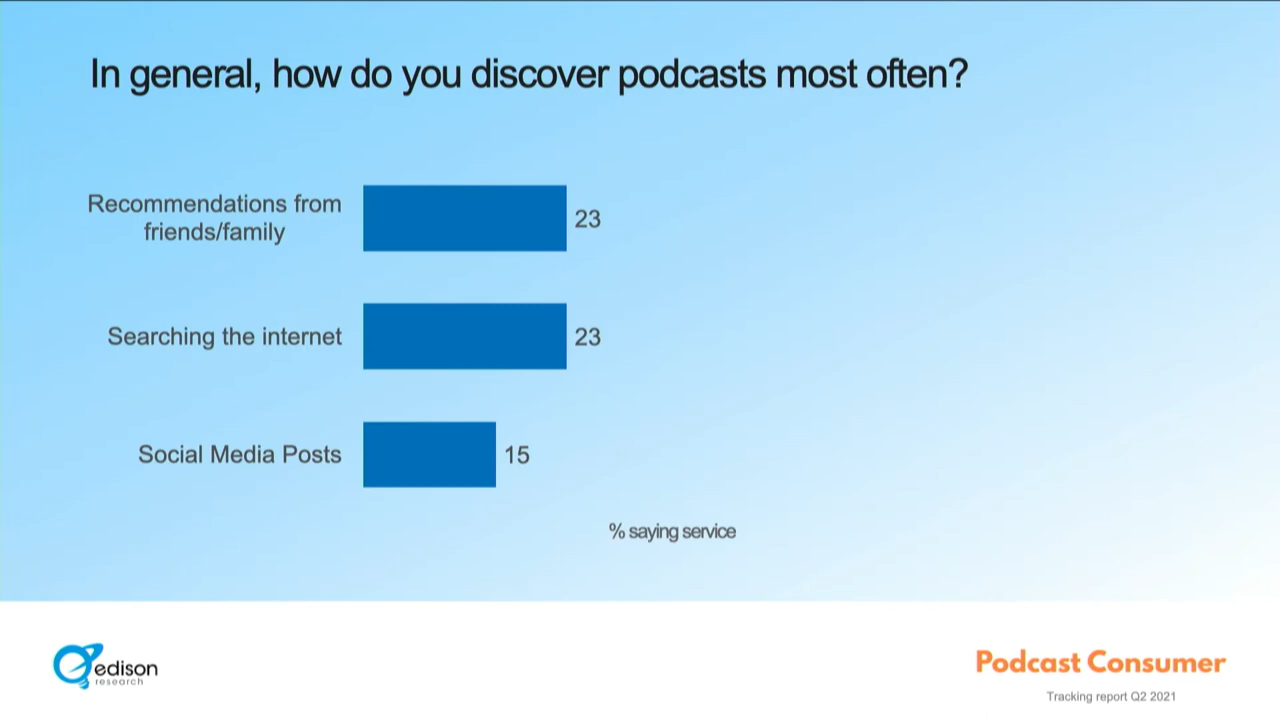 In general, how do you discover podcasts most often?
Recommendations from
friends/family
23
Searching the internet
23
Social Media Posts
15
% saying service
edison
research
Podcast Consumer
Tracking report Q2 2021